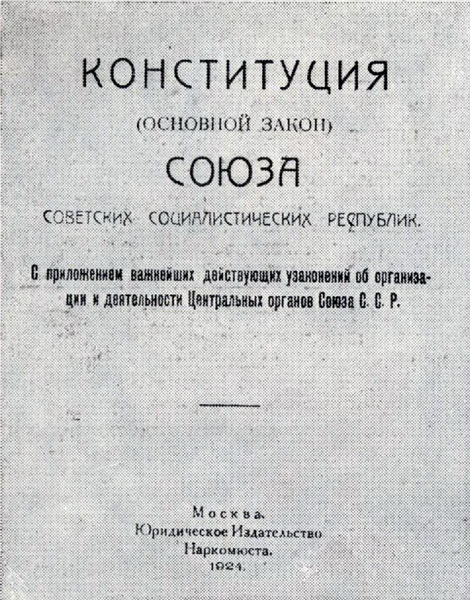 КОНСТИТУЦИЯ
(ОСНОВНОЙ ЗАКОН)
СОЮЗА
СОВЕТСКИХ СОЦИАЛИСТИЧЕСКИХ РЕСПУБЛИК.
С приложением важнейших действующих узаконений об организа-
ции и деятельности Центральных органов Союза С. С. Р.
Москва.
Юридическое Издательство
Наркомюста.
1924.